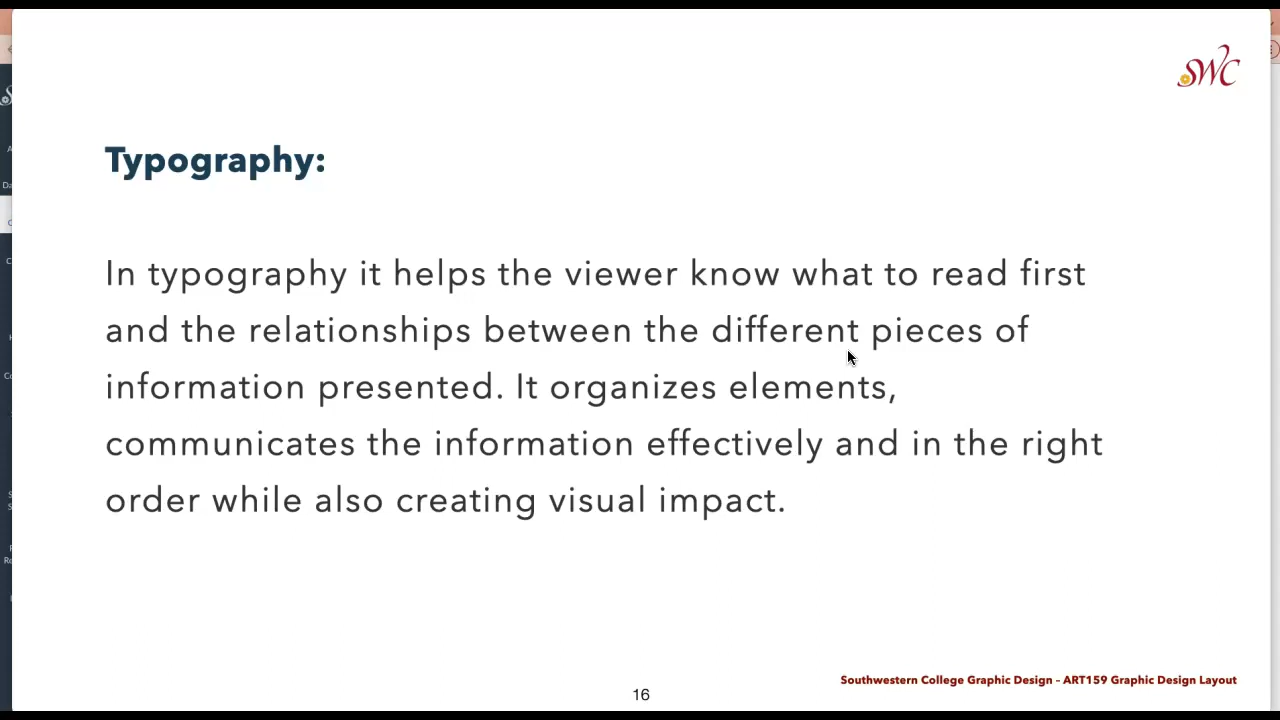 SWC
Typography:
In typography it helps the viewer know what to read first
and the relationships between the different pieces of
information presented. It organizes elements,
communicates the information effectively and in the right
order while also creating visual impact.
Southwestern College Graphic Design – ART159 Graphic Design Layout
16